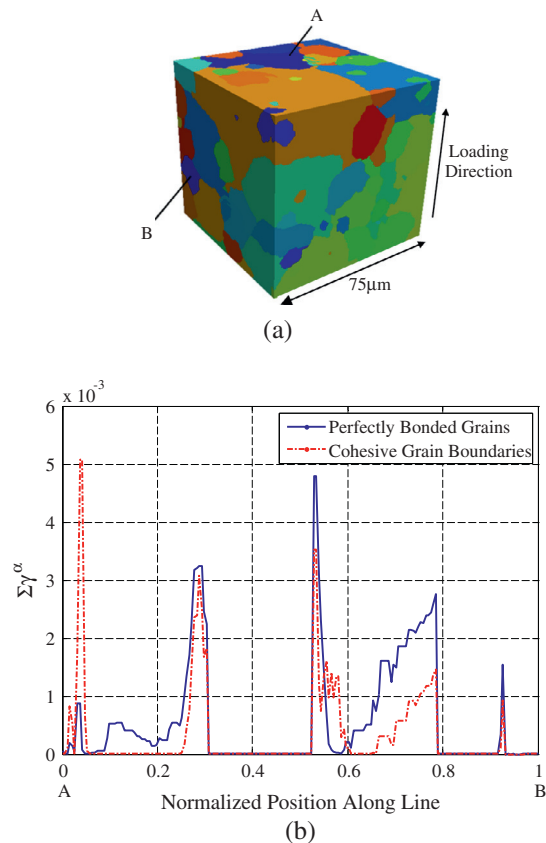 A
B
Loading
Direction
75μm
(a)
x 10⁻³
6
5
4
3
2
1
0
Σγ^α
Perfectly Bonded Grains
Cohesive Grain Boundaries
0 0.2 0.4 0.6 0.8 1
A B
Normalized Position Along Line
(b)